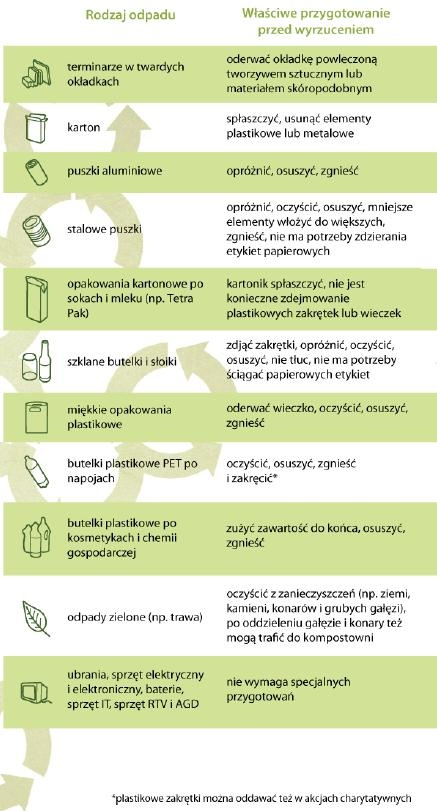 Rodzaj odpadu
Właściwe przygotowanie
przed wyrzuceniem
terminarze w twardych
okładkach
oderwać okładkę powleczoną
tworzywem sztucznym lub
materiałem skóropodobnym
karton
spłaszczyć, usunąć elementy
plastikowe lub metalowe
puszki aluminiowe
opróżnić, osuszyć, zgnieść
stalowe puszki
opróżnić, oczyścić, osuszyć, mniejsze
elementy włożyć do większych,
zgnieść, nie ma potrzeby zdzierania
etykiet papierowych
opakowania kartonowe po
sokach i mleku (np. Tetra
Pak)
kartonik spłaszczyć, nie jest
konieczne zdejmowanie
plastikowych zakrętek lub wieczek
szklane butelki i słoiki
zdjąć zakrętki, opróżnić, oczyścić,
osuszyć, nie tłuc, nie ma potrzeby
ściągać papierowych etykiet
miękkie opakowania
plastikowe
oderwać wieczko, oczyścić, osuszyć,
zgnieść
butelki plastikowe PET po
napojach
oczyścić, osuszyć, zgnieść
i zakręcić*
butelki plastikowe po
kosmetykach i chemii
gospodarczej
zużyć zawartość do końca, osuszyć,
zgnieść
odpady zielone (np. trawa)
oczyścić z zanieczyszczeń (np. ziemi,
kamieni, konarów i grubych gałęzi),
po oddzieleniu gałęzie i konary też
mogą trafić do kompostowni
ubrania, sprzęt elektryczny
i elektroniczny, baterie,
sprzęt IT, sprzęt RTV i AGD
nie wymaga specjalnych
przygotowań
*plastikowe zakrętki można oddawać też w akcjach charytatywnych